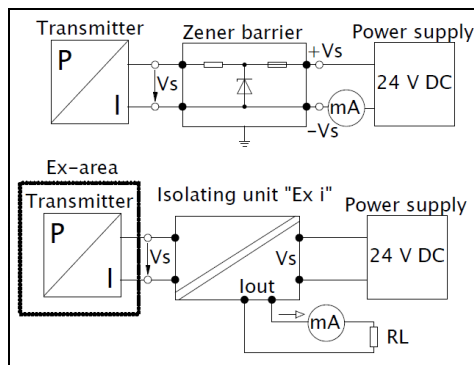 Transmitter
Zener barrier
Power supply
P
I
Vs
+Vs
-Vs
mA
24 V DC
Ex-area
Transmitter
Isolating unit "Ex i"
Power supply
P
I
Vs
Vs
24 V DC
Iout
mA
RL